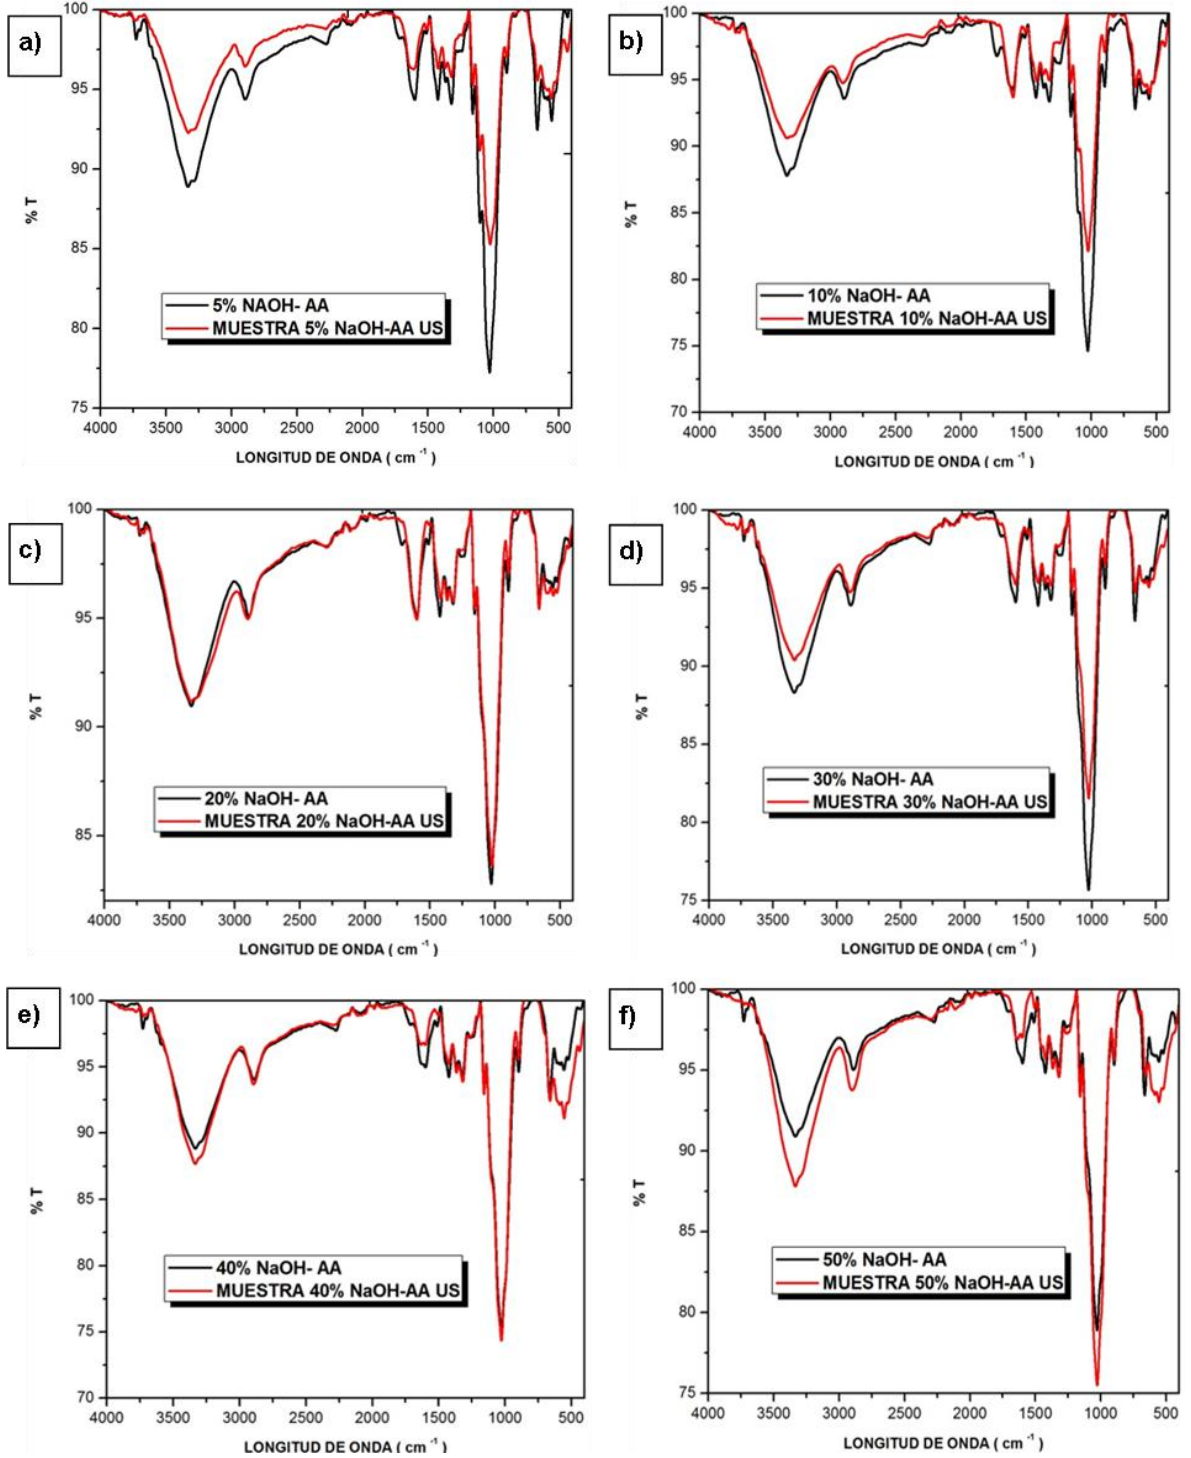 a)
100
95
90
85
80
75
% T
5% NAOH- AA
MUESTRA 5% NaOH-AA US
4000 3500 3000 2500 2000 1500 1000 500
LONGITUD DE ONDA ( cm -1 )
b)
100
95
90
85
80
75
70
% T
10% NaOH- AA
MUESTRA 10% NaOH-AA US
4000 3500 3000 2500 2000 1500 1000 500
LONGITUD DE ONDA ( cm -1 )
c)
100
95
90
85
% T
20% NaOH- AA
MUESTRA 20% NaOH-AA US
4000 3500 3000 2500 2000 1500 1000 500
LONGITUD DE ONDA ( cm -1 )
d)
100
95
90
85
80
75
% T
30% NaOH- AA
MUESTRA 30% NaOH-AA US
4000 3500 3000 2500 2000 1500 1000 500
LONGITUD DE ONDA ( cm -1 )
e)
100
95
90
85
80
75
70
% T
40% NaOH- AA
MUESTRA 40% NaOH-AA US
4000 3500 3000 2500 2000 1500 1000 500
LONGITUD DE ONDA ( cm -1 )
f)
100
95
90
85
80
75
% T
50% NaOH- AA
MUESTRA 50% NaOH-AA US
4000 3500 3000 2500 2000 1500 1000 500
LONGITUD DE ONDA ( cm -1 )